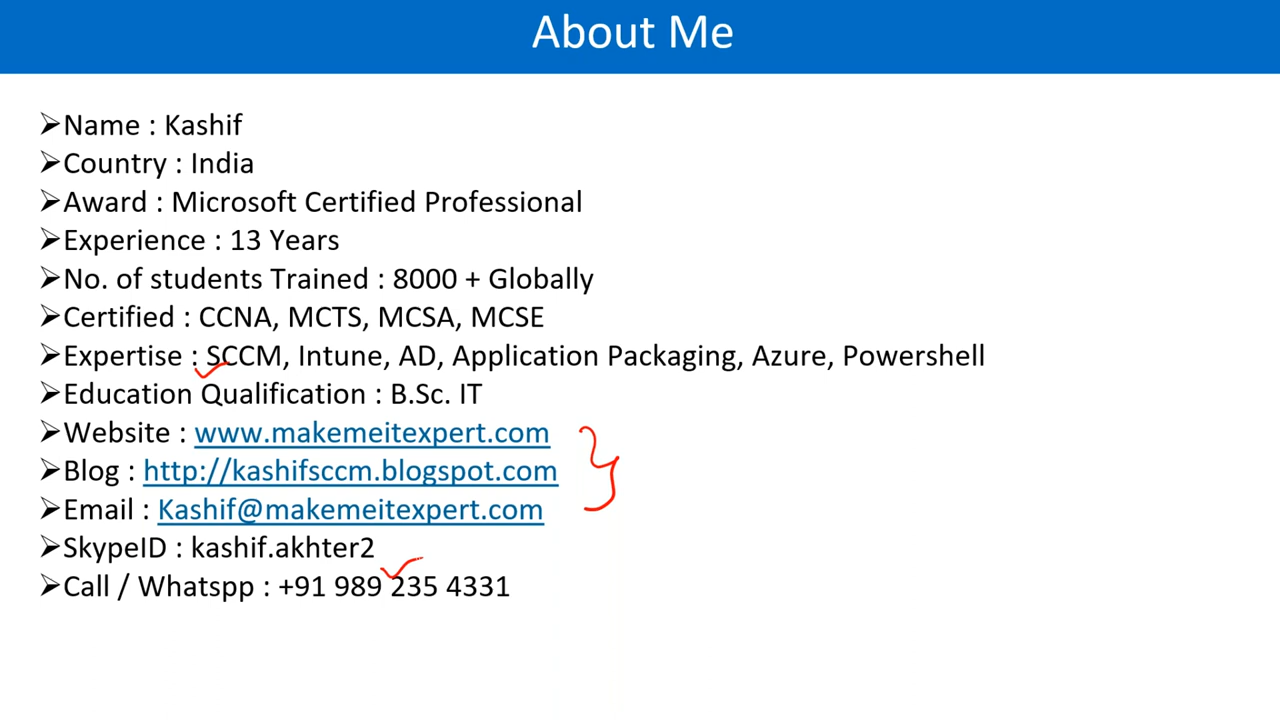 About Me
➢Name : Kashif
➢Country : India
➢Award : Microsoft Certified Professional
➢Experience : 13 Years
➢No. of students Trained : 8000 + Globally
➢Certified : CCNA, MCTS, MCSA, MCSE
➢Expertise : SCCM, Intune, AD, Application Packaging, Azure, Powershell
➢Education Qualification : B.Sc. IT
➢Website : www.makemeitexpert.com
➢Blog : http://kashifsccm.blogspot.com
➢Email : Kashif@makemeitexpert.com
➢SkypeID : kashif.akhter2
➢Call / Whatspp : +91 989 235 4331